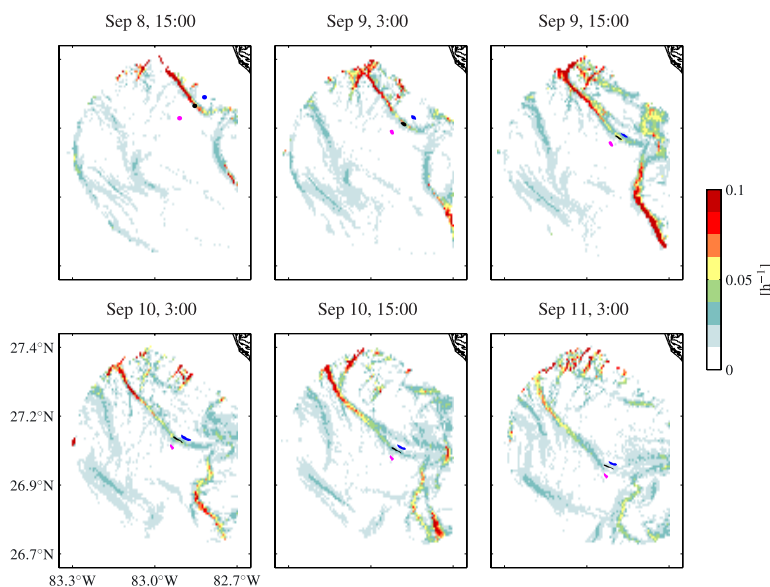 Sep 8, 15:00
Sep 9, 3:00
Sep 9, 15:00
0.1
0.05
[h⁻¹]
0
Sep 10, 3:00
Sep 10, 15:00
Sep 11, 3:00
27.4°N
27.2°N
26.9°N
26.7°N
83.3°W
83.0°W
82.7°W